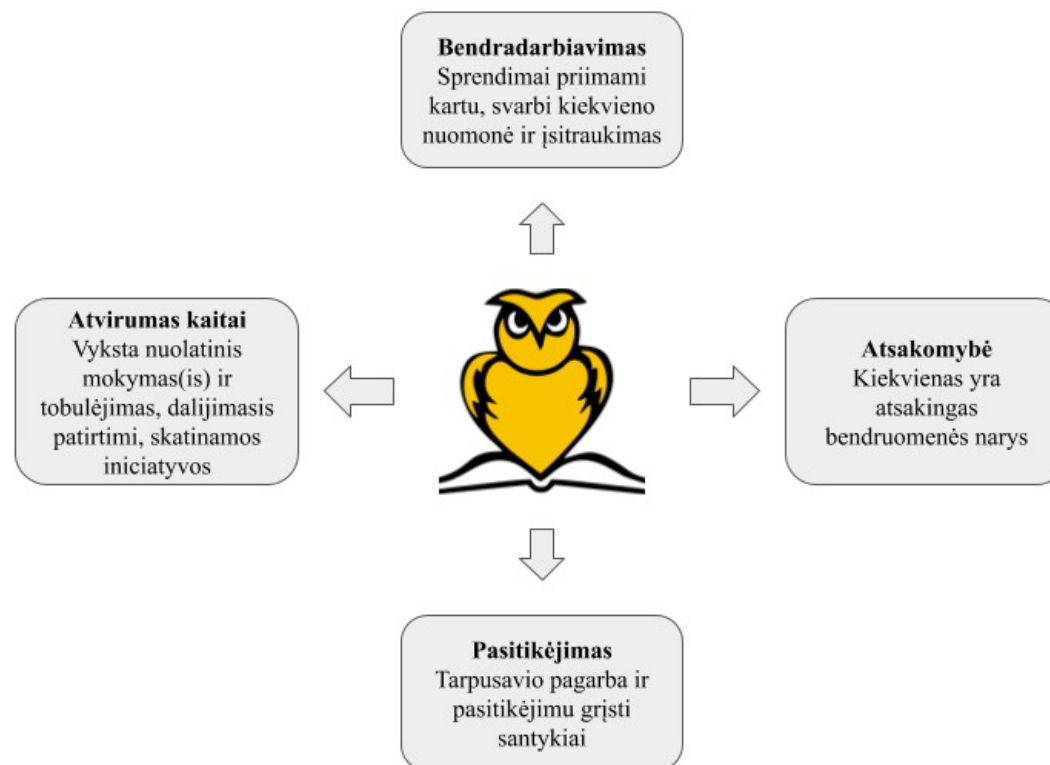 Bendradarbiavimas
Sprendimai priimami
kartu, svarbi kiekvieno
nuomonė ir įsitraukimas
Atvirumas kaitai
Vyksta nuolatinis
mokymas(is) ir
tobulėjimas, dalijimasis
patirtimi, skatinamos
iniciatyvos
Atsakomybė
Kiekvienas yra
atsakingas
bendruomenės narys
Pasitikėjimas
Tarpusavio pagarba ir
pasitikėjimu grįsti
santykiai